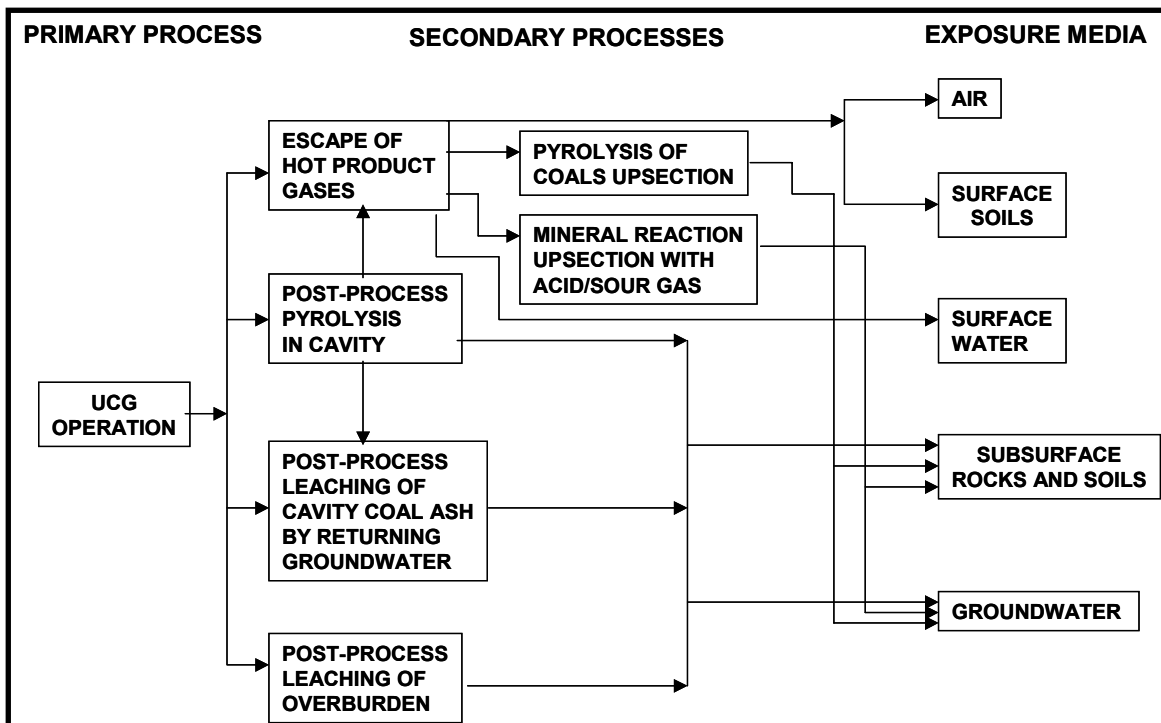 PRIMARY PROCESS
SECONDARY PROCESSES
EXPOSURE MEDIA
UCG
OPERATION
ESCAPE OF
HOT PRODUCT
GASES
POST-PROCESS
PYROLYSIS
IN CAVITY
POST-PROCESS
LEACHING OF
CAVITY COAL ASH
BY RETURNING
GROUNDWATER
POST-PROCESS
LEACHING OF
OVERBURDEN
PYROLYSIS OF
COALS UPSECTION
MINERAL REACTION
UPSECTION WITH
ACID/SOUR GAS
AIR
SURFACE
SOILS
SURFACE
WATER
SUBSURFACE
ROCKS AND SOILS
GROUNDWATER